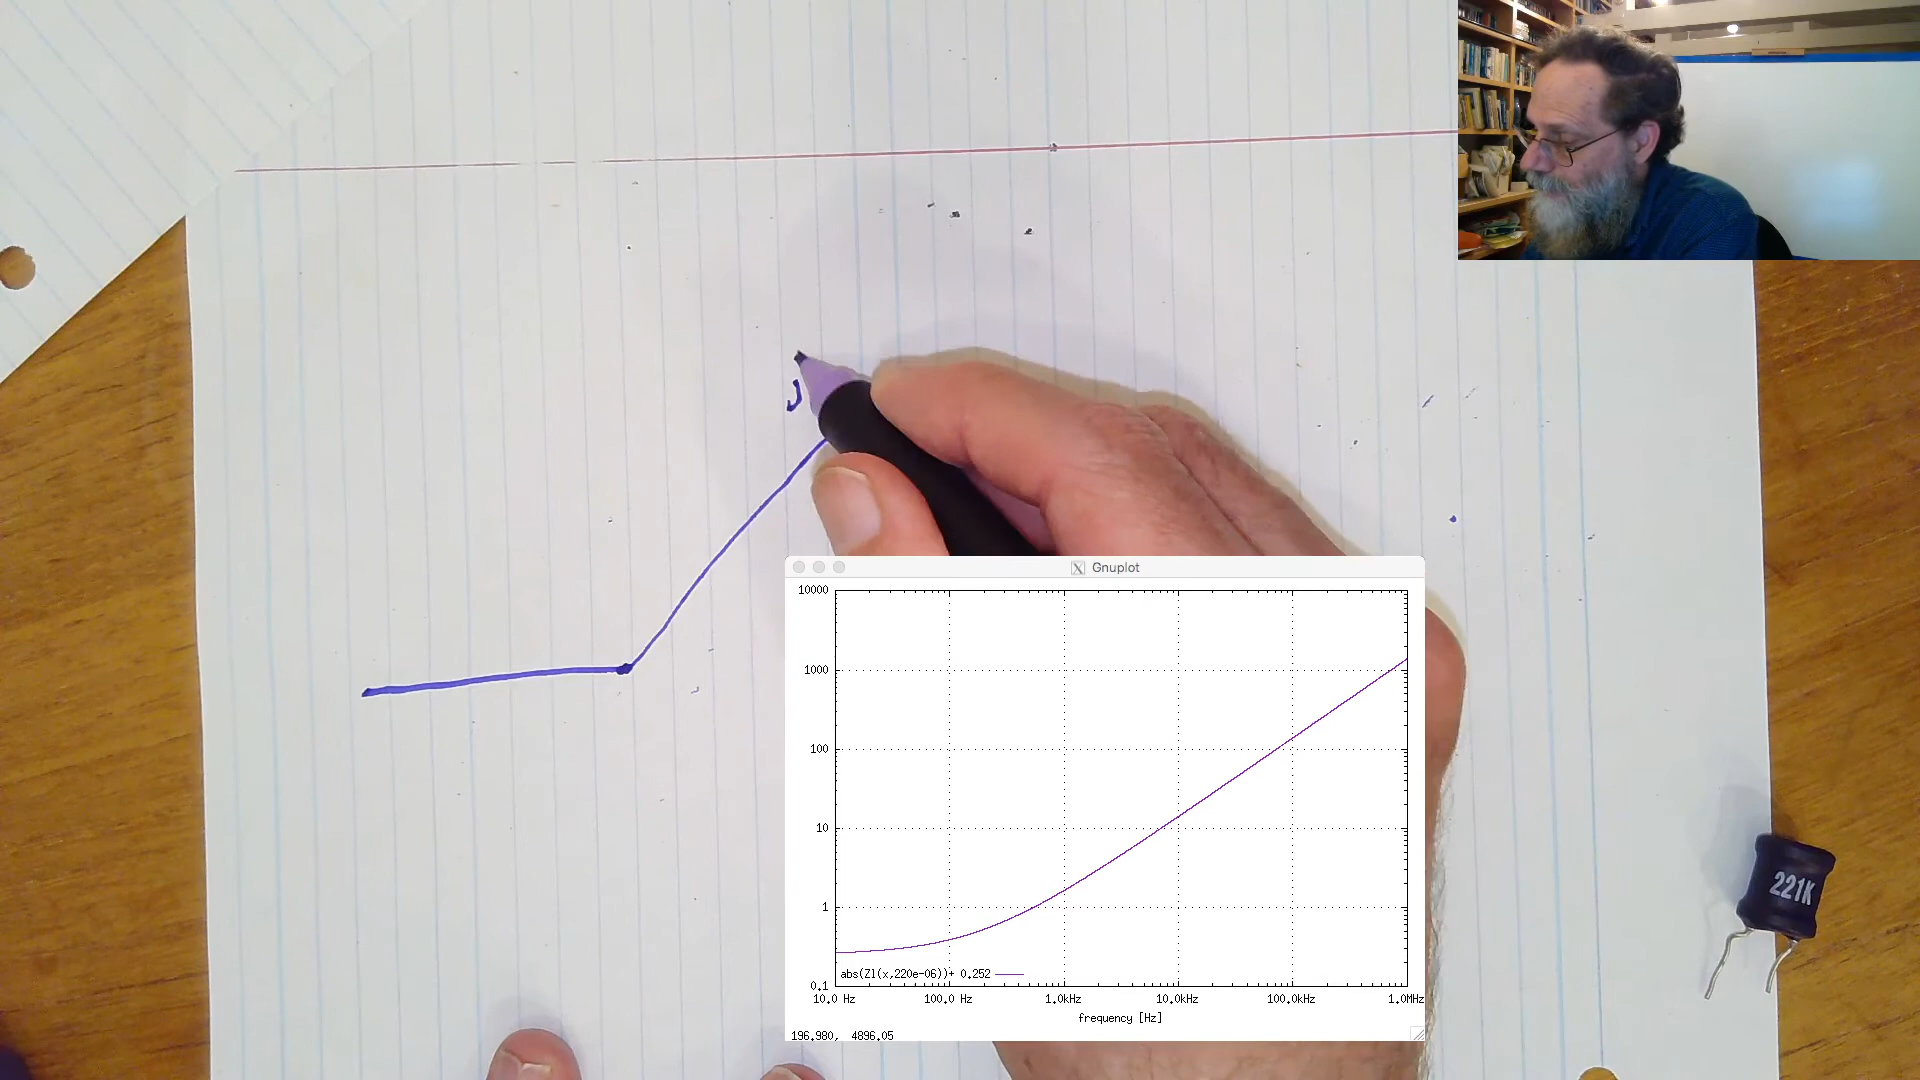 Gnuplot
10000
1000
100
10
1
0.1
abs(Zl(x,220e-06))+ 0.252
10.0 Hz 100.0 Hz 1.0kHz 10.0kHz 100.0kHz 1.0MHz
frequency [Hz]
196.980, 4896.05
221K